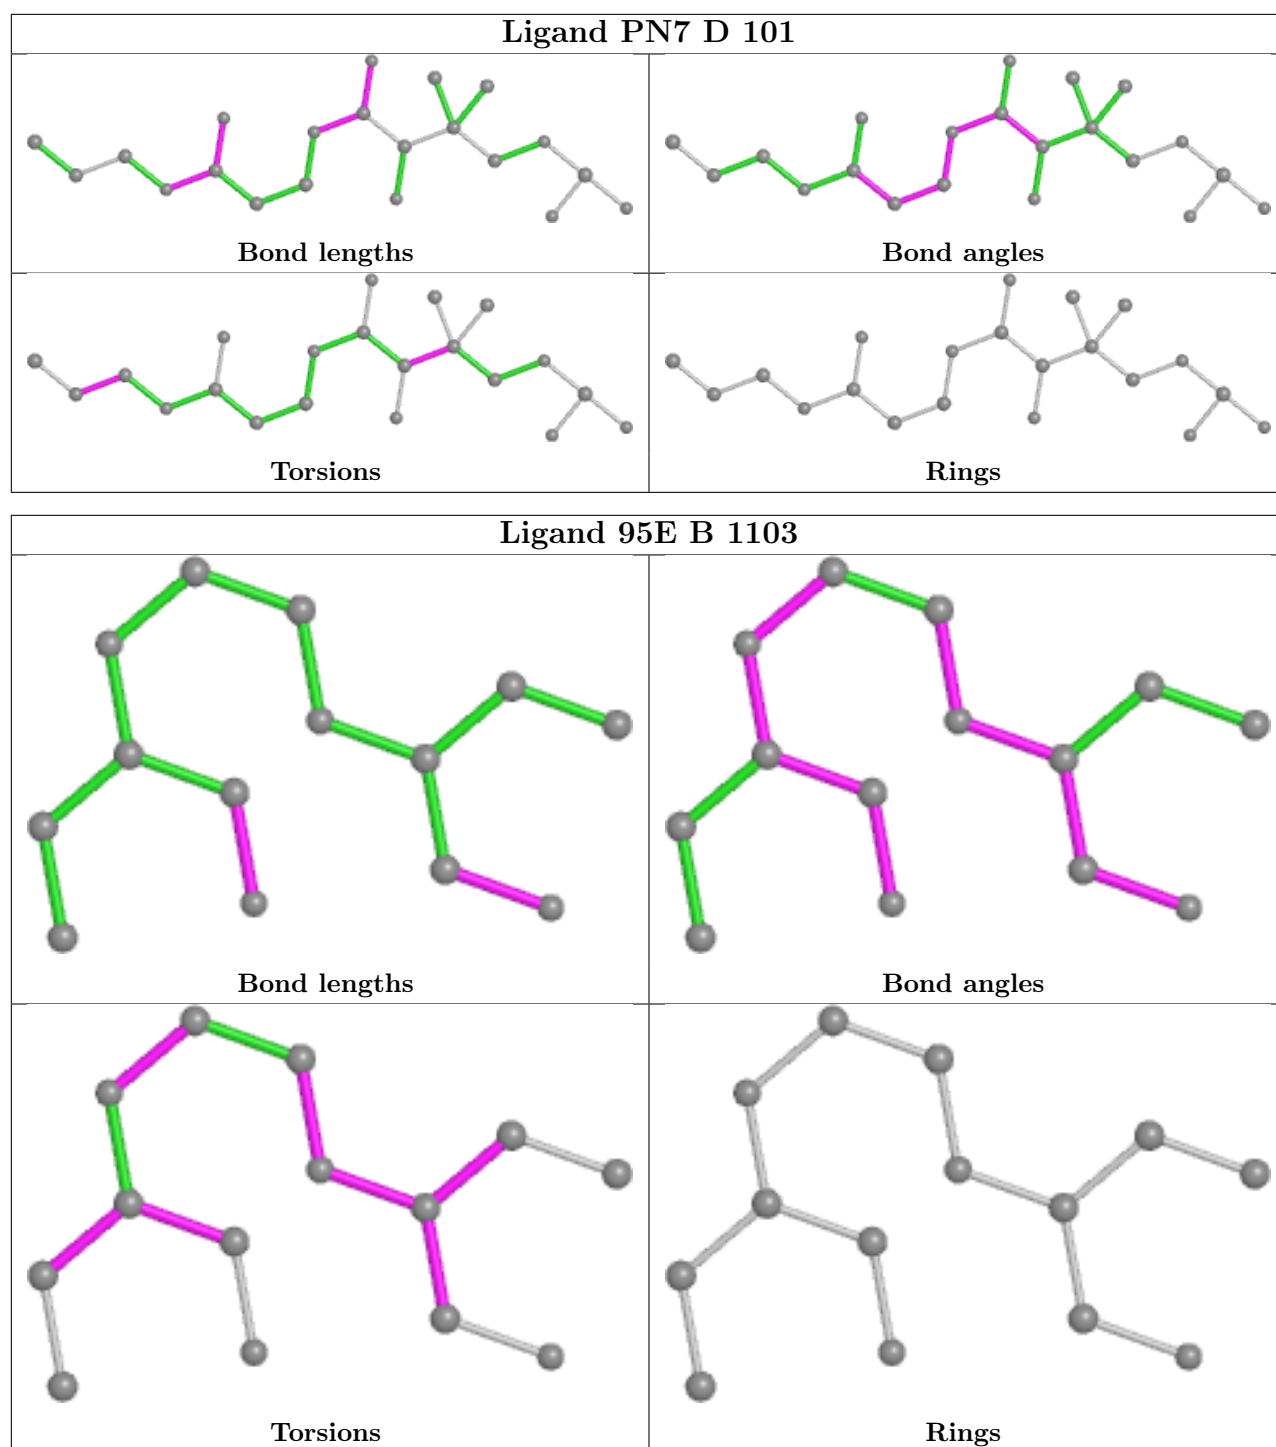 Ligand PN7 D 101
Bond lengths
Bond angles
Torsions
Rings
Ligand 95E B 1103
Bond lengths
Bond angles
Torsions
Rings